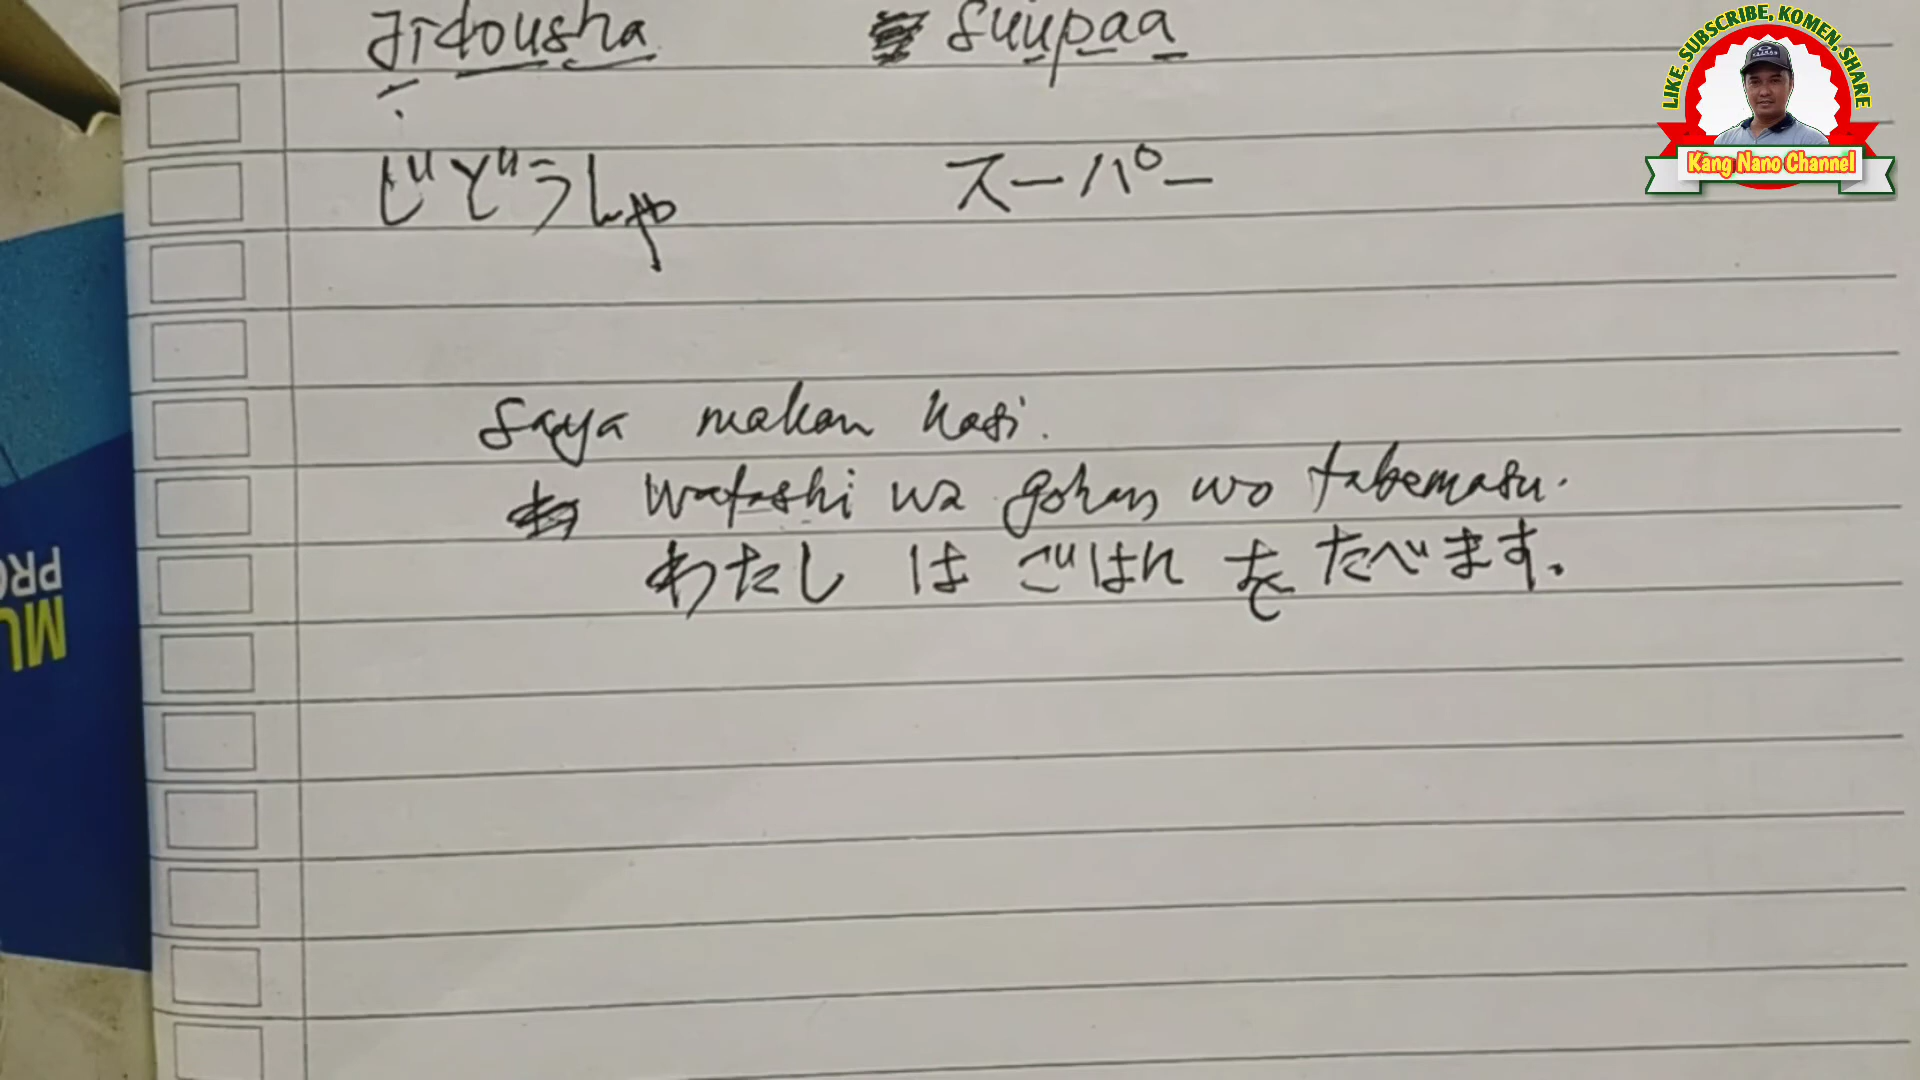 Jidousha suupaa
じどうしゃ スーパー
saya makan nasi.
watashi wa gohan wo tabemasu.
わたし は ごはん を たべます。
LIKE, SUBSCRIBE, KOMEN, SHARE
Kang Nano Channel
PRO
MU